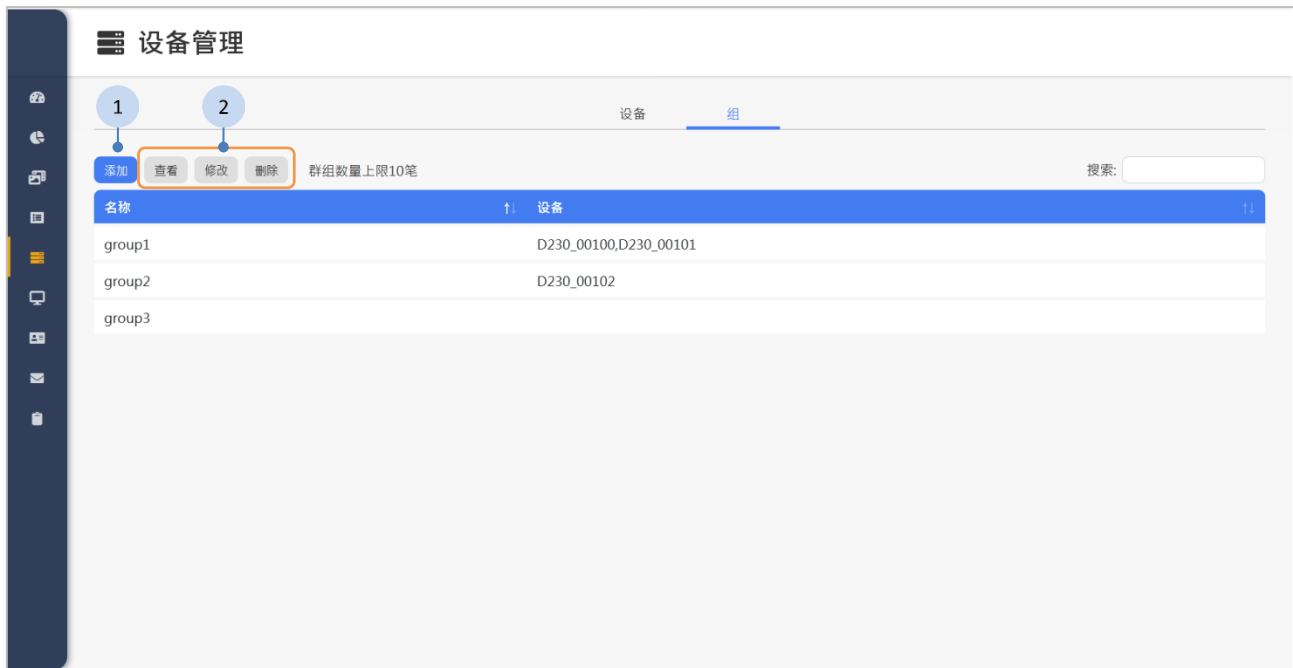 设备管理
1 2
设备 组
添加 查看 修改 删除 群组数量上限10笔 搜索:
名称 设备
group1 D230_00100,D230_00101
group2 D230_00102
group3